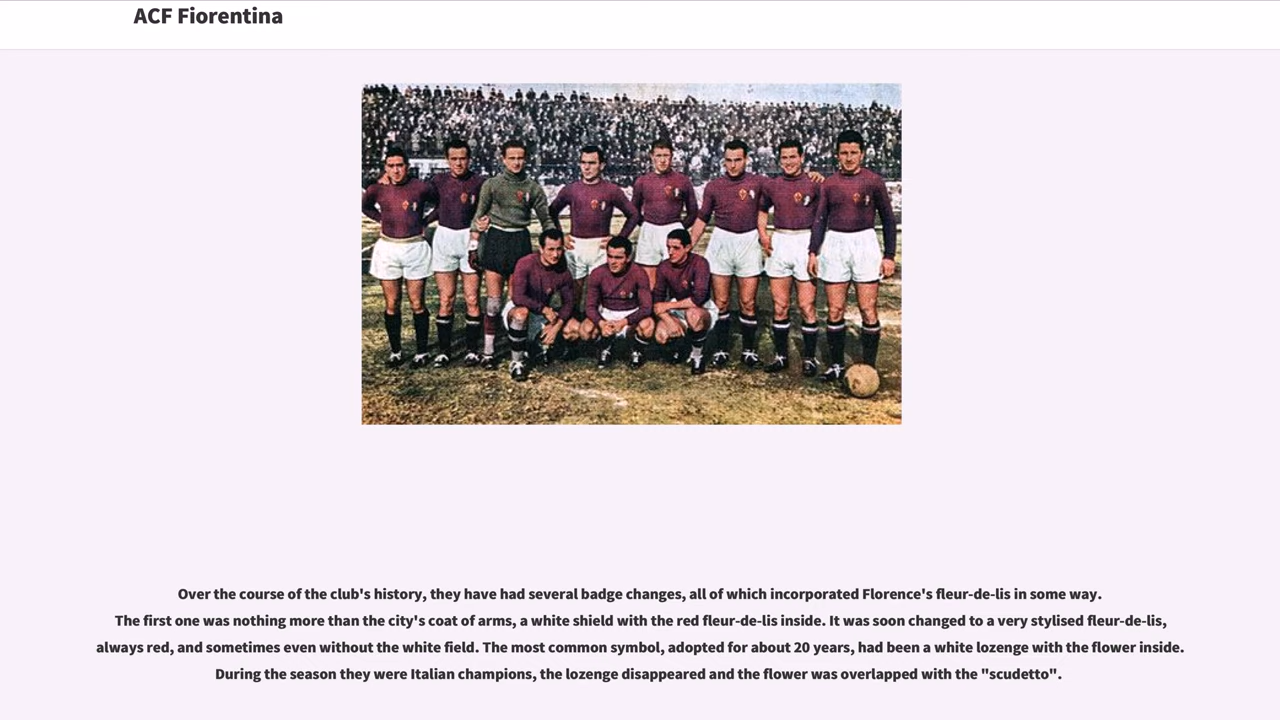 ACF Fiorentina
Over the course of the club's history, they have had several badge changes, all of which incorporated Florence's fleur-de-lis in some way.
The first one was nothing more than the city's coat of arms, a white shield with the red fleur-de-lis inside. It was soon changed to a very stylised fleur-de-lis,
always red, and sometimes even without the white field. The most common symbol, adopted for about 20 years, had been a white lozenge with the flower inside.
During the season they were Italian champions, the lozenge disappeared and the flower was overlapped with the "scudetto".